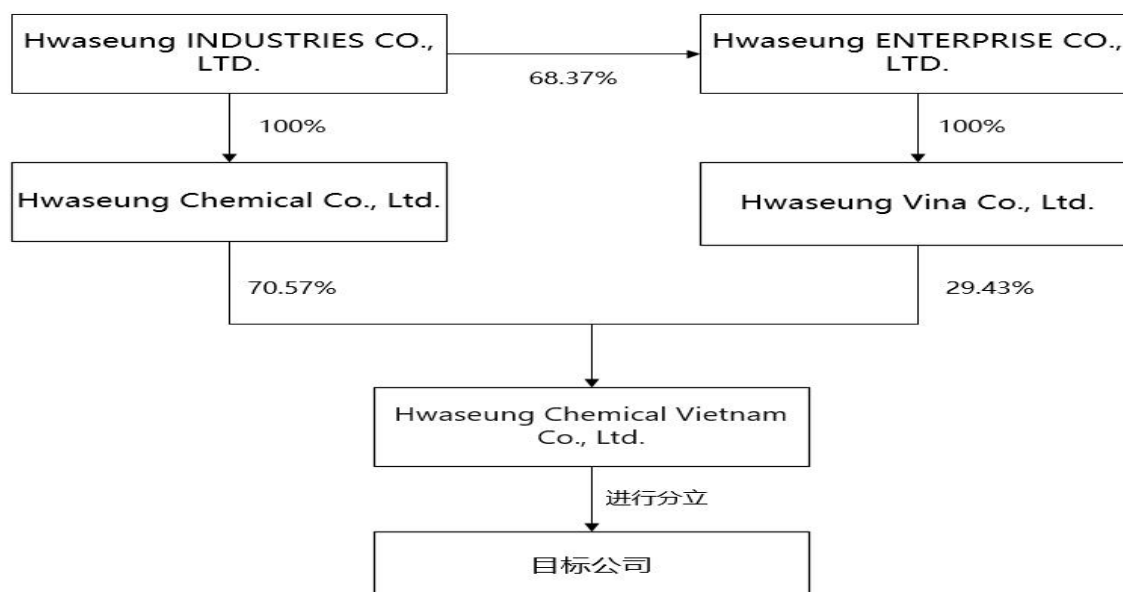 Hwaseung INDUSTRIES CO.,
LTD.
68.37%
Hwaseung ENTERPRISE CO.,
LTD.
100%
100%
Hwaseung Chemical Co., Ltd.
Hwaseung Vina Co., Ltd.
70.57%
29.43%
Hwaseung Chemical Vietnam
Co., Ltd.
进行分立
目标公司